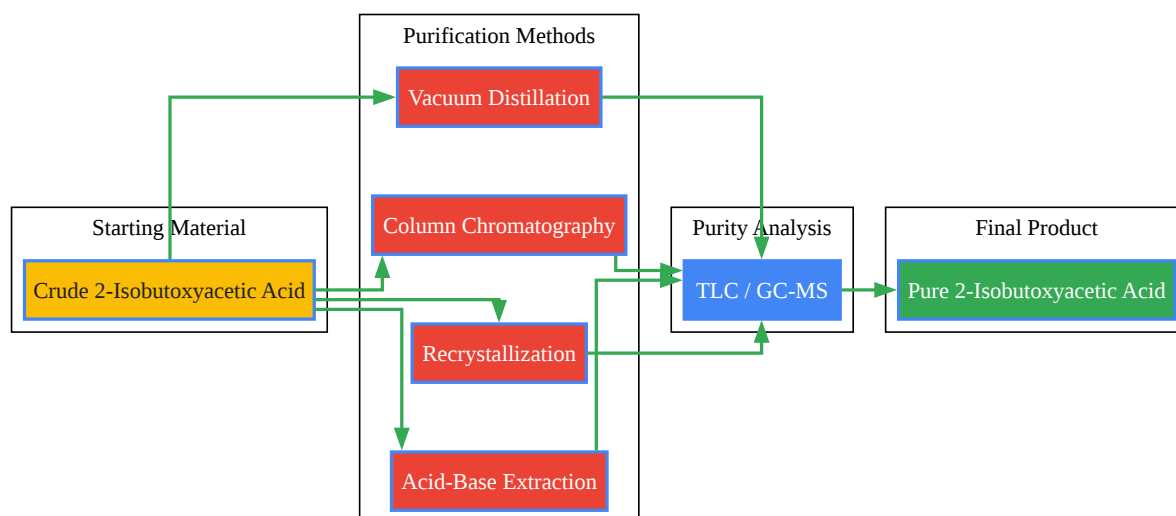 Purification Methods
Vacuum Distillation
Column Chromatography
Recrystallization
Acid-Base Extraction
Starting Material
Crude 2-Isobutoxyacetic Acid
Purity Analysis
TLC / GC-MS
Final Product
Pure 2-Isobutoxyacetic Acid